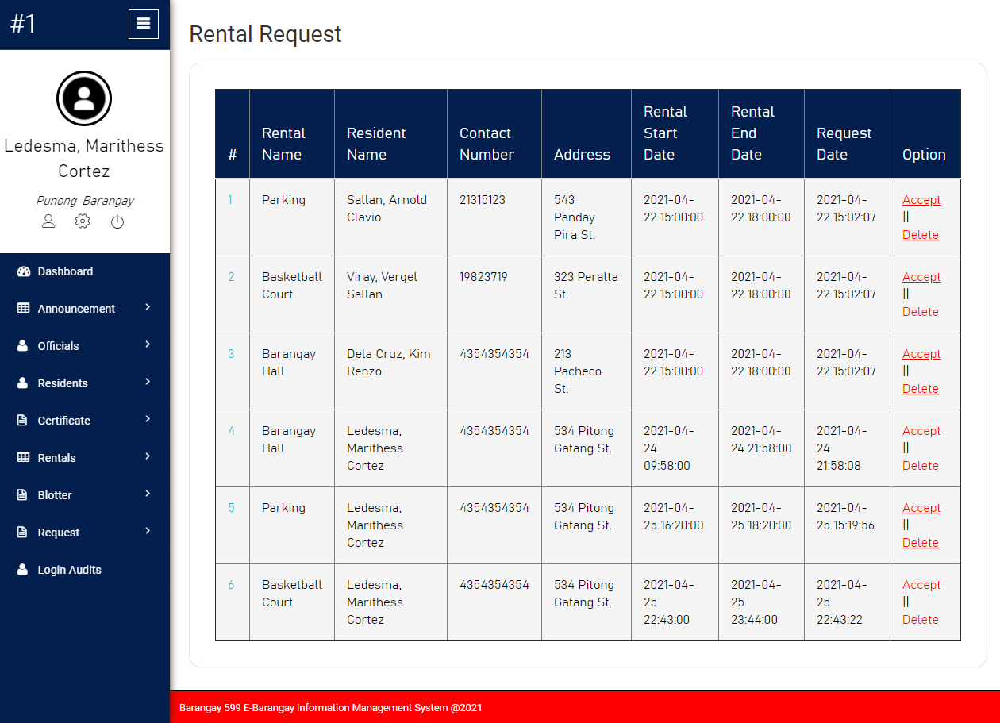 #1
Ledesma, Marithess
Cortez
Punong-Barangay
Dashboard
Announcement
Officials
Residents
Certificate
Rentals
Blotter
Request
Login Audits
Rental Request
# Rental Name Resident Name Contact Number Address Rental Start Date Rental End Date Request Date Option
1 Parking Sallan, Arnold Clavio 21315123 543 Panday Pira St. 2021-04-22 15:00:00 2021-04-22 18:00:00 2021-04-22 15:02:07 Accept || Delete
2 Basketball Court Viray, Vergel Sallan 19823719 323 Peralta St. 2021-04-22 15:00:00 2021-04-22 18:00:00 2021-04-22 15:02:07 Accept || Delete
3 Barangay Hall Dela Cruz, Kim Renzo 4354354354 213 Pacheco St. 2021-04-22 15:00:00 2021-04-22 18:00:00 2021-04-22 15:02:07 Accept || Delete
4 Barangay Hall Ledesma, Marithess Cortez 4354354354 534 Pitong Gatang St. 2021-04-24 09:58:00 2021-04-24 21:58:00 2021-04-24 21:58:08 Accept || Delete
5 Parking Ledesma, Marithess Cortez 4354354354 534 Pitong Gatang St. 2021-04-25 16:20:00 2021-04-25 18:20:00 2021-04-25 15:19:56 Accept || Delete
6 Basketball Court Ledesma, Marithess Cortez 4354354354 534 Pitong Gatang St. 2021-04-25 22:43:00 2021-04-25 23:44:00 2021-04-25 22:43:22 Accept || Delete
Barangay 599 E-Barangay Information Management System @2021